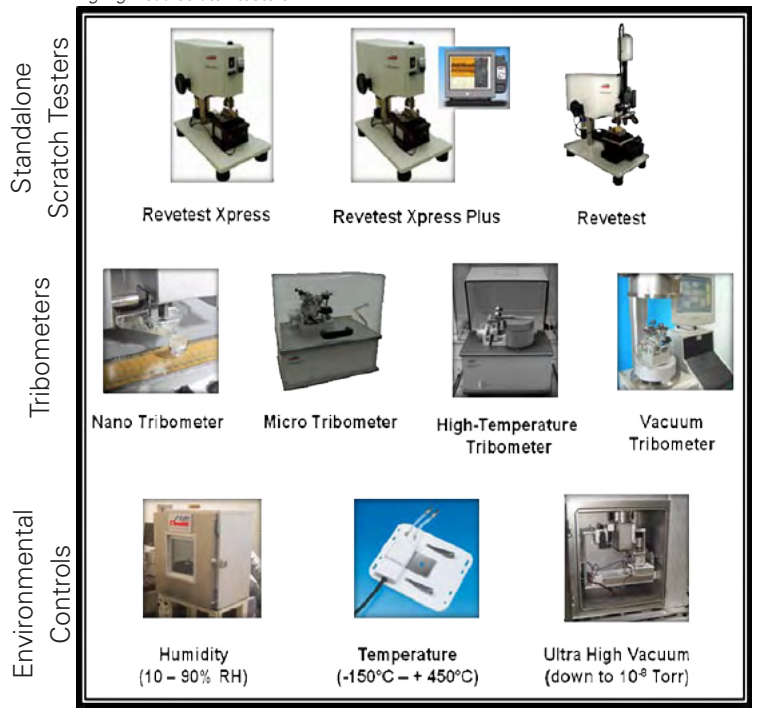 Standalone
Scratch Testers
Revetest Xpress
Revetest Xpress Plus
Revetest
Tribometers
Nano Tribometer
Micro Tribometer
High-Temperature
Tribometer
Vacuum
Tribometer
Environmental
Controls
Humidity
(10 – 90% RH)
Temperature
(-150°C – + 450°C)
Ultra High Vacuum
(down to 10⁻⁸ Torr)